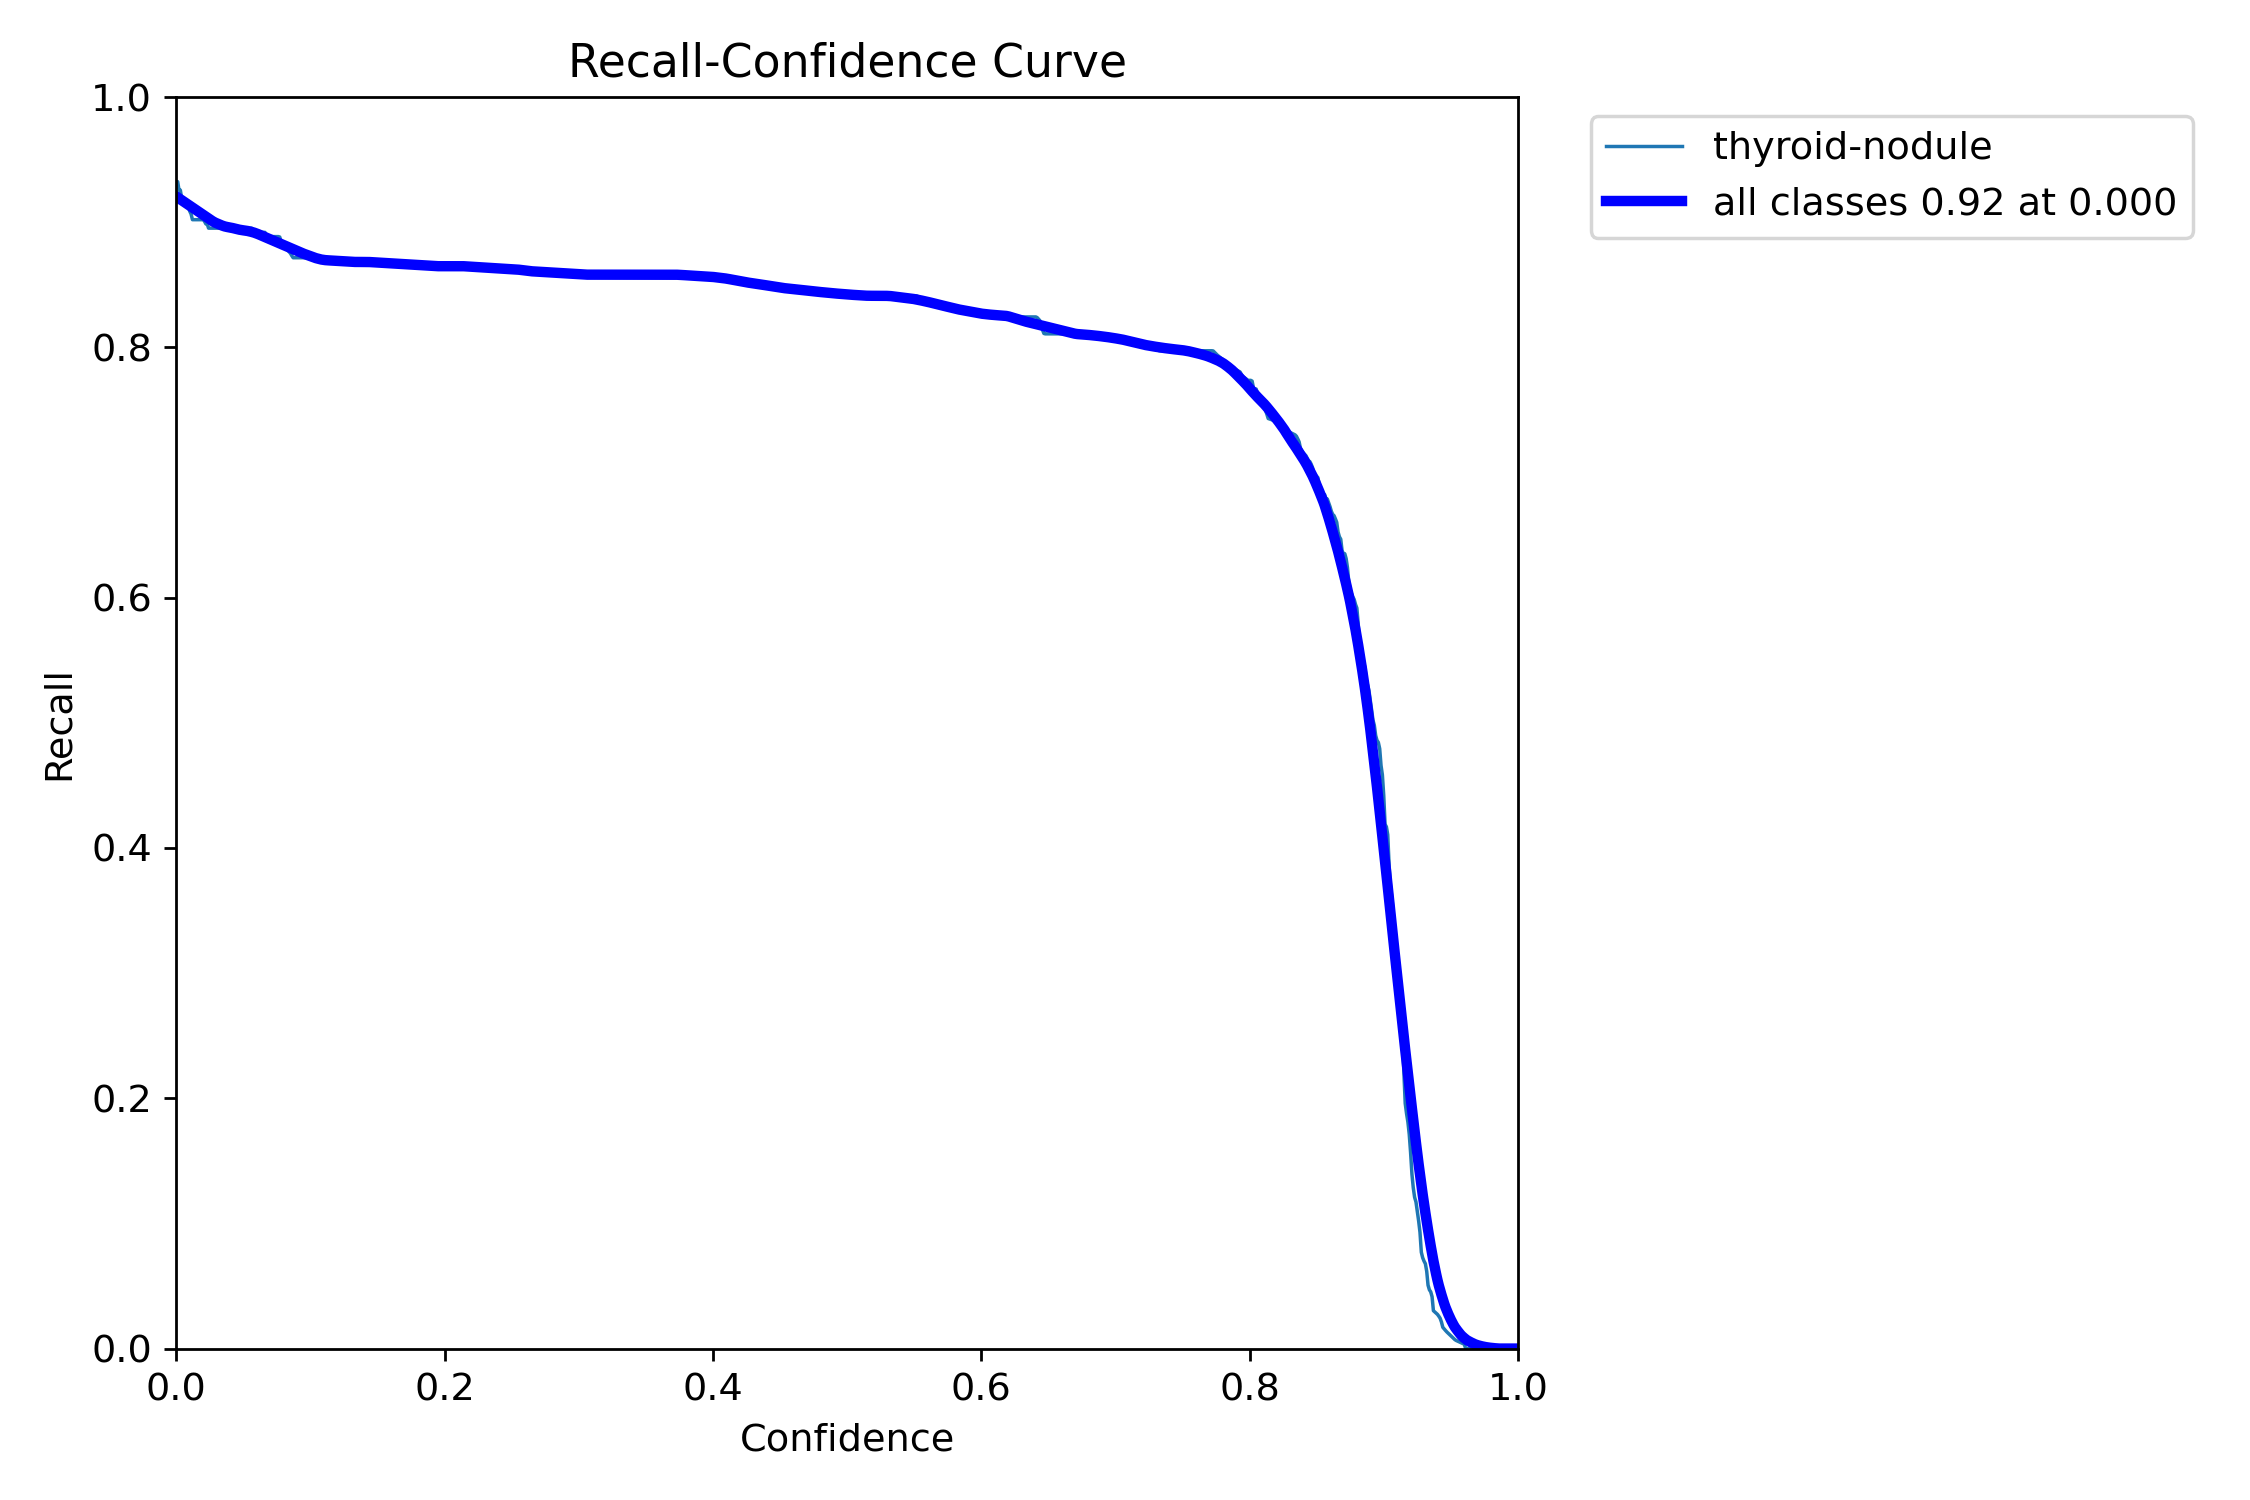 Recall-Confidence Curve
thyroid-nodule
all classes 0.92 at 0.000
1.0
0.8
0.6
0.4
0.2
0.0
Recall
0.0 0.2 0.4 0.6 0.8 1.0
Confidence